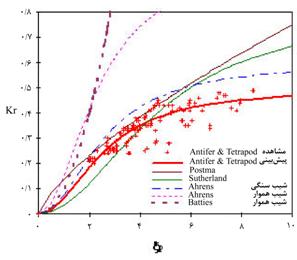 ۰/۸
۰/۷
۰/۶
Kr
۰/۵
۰/۴
۰/۳
۰/۲
۰/۱
۰
Antifer & Tetrapod مشاهده
Antifer & Tetrapod پیش‌بینی
Postma
Sutherland
Ahrens شیب سنگی
Ahrens شیب هموار
Batties شیب هموار
۰ ۲ ۴ ۶ ۸ ۱۰